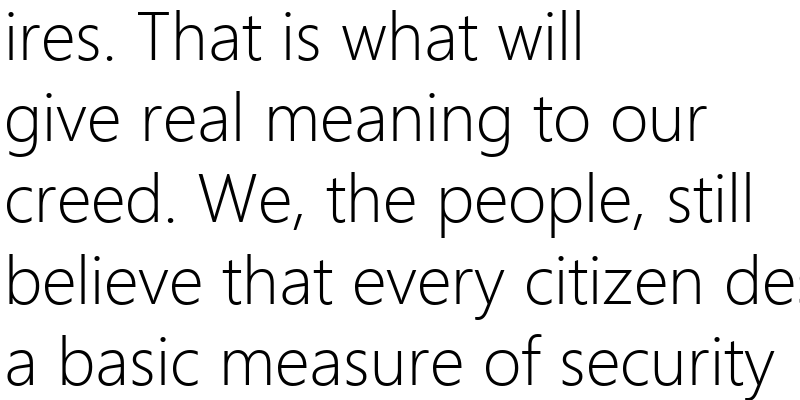 ires. That is what will
give real meaning to our
creed. We, the people, still
believe that every citizen des
a basic measure of security